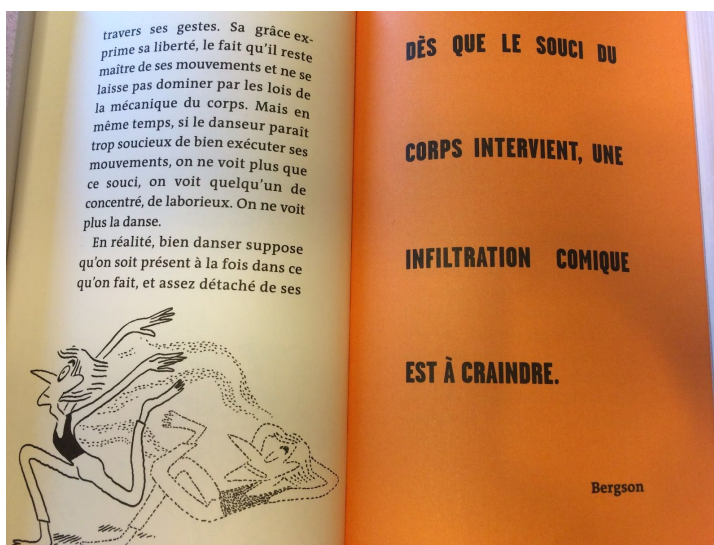 travers ses gestes. Sa grâce ex-
prime sa liberté, le fait qu'il reste
maître de ses mouvements et ne se
laisse pas dominer par les lois de
la mécanique du corps. Mais en
même temps, si le danseur paraît
trop soucieux de bien exécuter ses
mouvements, on ne voit plus que
ce souci, on voit quelqu'un de
concentré, de laborieux. On ne voit
plus la danse.
En réalité, bien danser suppose
qu'on soit présent à la fois dans ce
qu'on fait, et assez détaché de ses
DÈS QUE LE SOUCI DU
CORPS INTERVIENT, UNE
INFILTRATION COMIQUE
EST À CRAINDRE.
Bergson